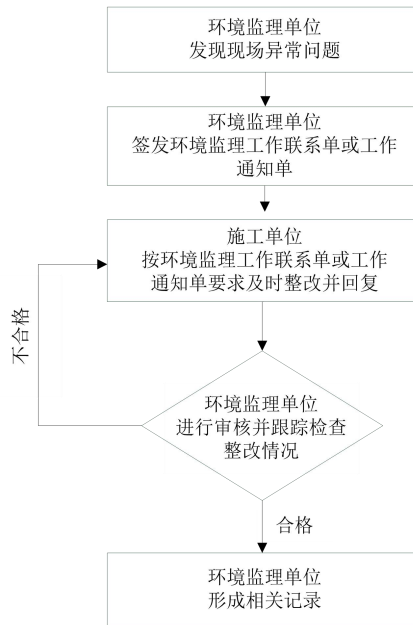 环境监理单位
发现现场异常问题
环境监理单位
签发环境监理工作联系单或工作
通知单
施工单位
按环境监理工作联系单或工作
通知单要求及时整改并回复
不合格
环境监理单位
进行审核并跟踪检查
整改情况
合格
环境监理单位
形成相关记录